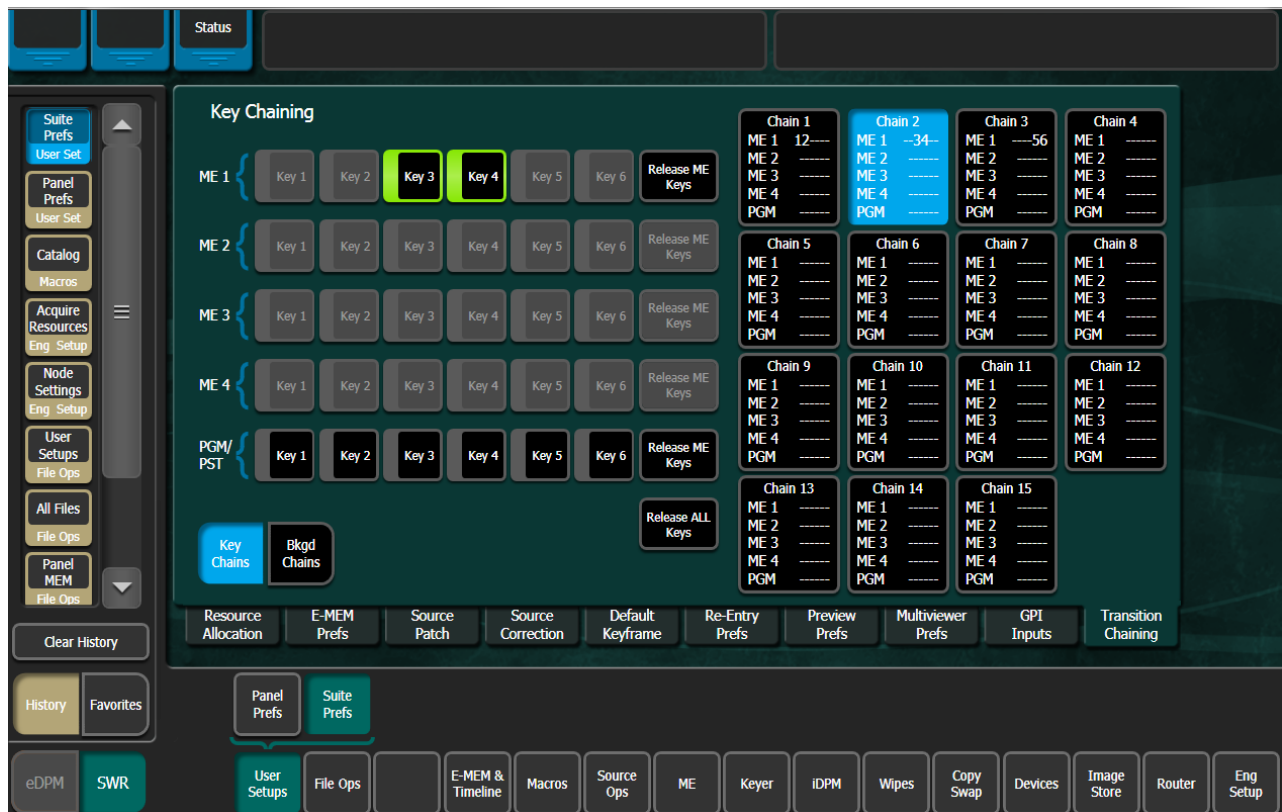 Status
Suite
Prefs
User Set
Panel
Prefs
User Set
Catalog
Macros
Acquire
Resources
Eng Setup
Node
Settings
Eng Setup
User
Setups
File Ops
All Files
File Ops
Panel
MEM
File Ops
Clear History
History Favorites
eDPM SWR
Key Chaining
ME 1 { Key 1 Key 2 Key 3 Key 4 Key 5 Key 6 Release ME
Keys
ME 2 { Key 1 Key 2 Key 3 Key 4 Key 5 Key 6 Release ME
Keys
ME 3 { Key 1 Key 2 Key 3 Key 4 Key 5 Key 6 Release ME
Keys
ME 4 { Key 1 Key 2 Key 3 Key 4 Key 5 Key 6 Release ME
Keys
PGM/
PST { Key 1 Key 2 Key 3 Key 4 Key 5 Key 6 Release ME
Keys
Release ALL
Keys
Key
Chains
Bkgd
Chains
Chain 1
ME 1 12----
ME 2 ------
ME 3 ------
ME 4 ------
PGM ------
Chain 2
ME 1 --34--
ME 2 ------
ME 3 ------
ME 4 ------
PGM ------
Chain 3
ME 1 ----56
ME 2 ------
ME 3 ------
ME 4 ------
PGM ------
Chain 4
ME 1 ------
ME 2 ------
ME 3 ------
ME 4 ------
PGM ------
Chain 5
ME 1 ------
ME 2 ------
ME 3 ------
ME 4 ------
PGM ------
Chain 6
ME 1 ------
ME 2 ------
ME 3 ------
ME 4 ------
PGM ------
Chain 7
ME 1 ------
ME 2 ------
ME 3 ------
ME 4 ------
PGM ------
Chain 8
ME 1 ------
ME 2 ------
ME 3 ------
ME 4 ------
PGM ------
Chain 9
ME 1 ------
ME 2 ------
ME 3 ------
ME 4 ------
PGM ------
Chain 10
ME 1 ------
ME 2 ------
ME 3 ------
ME 4 ------
PGM ------
Chain 11
ME 1 ------
ME 2 ------
ME 3 ------
ME 4 ------
PGM ------
Chain 12
ME 1 ------
ME 2 ------
ME 3 ------
ME 4 ------
PGM ------
Chain 13
ME 1 ------
ME 2 ------
ME 3 ------
ME 4 ------
PGM ------
Chain 14
ME 1 ------
ME 2 ------
ME 3 ------
ME 4 ------
PGM ------
Chain 15
ME 1 ------
ME 2 ------
ME 3 ------
ME 4 ------
PGM ------
Resource
Allocation
E-MEM
Prefs
Source
Patch
Source
Correction
Default
Keyframe
Re-Entry
Prefs
Preview
Prefs
Multiviewer
Prefs
GPI
Inputs
Transition
Chaining
Panel
Prefs
Suite
Prefs
User
Setups
File Ops
E-MEM &
Timeline
Macros
Source
Ops
ME
Keyer
iDPM
Wipes
Copy
Swap
Devices
Image
Store
Router
Eng
Setup